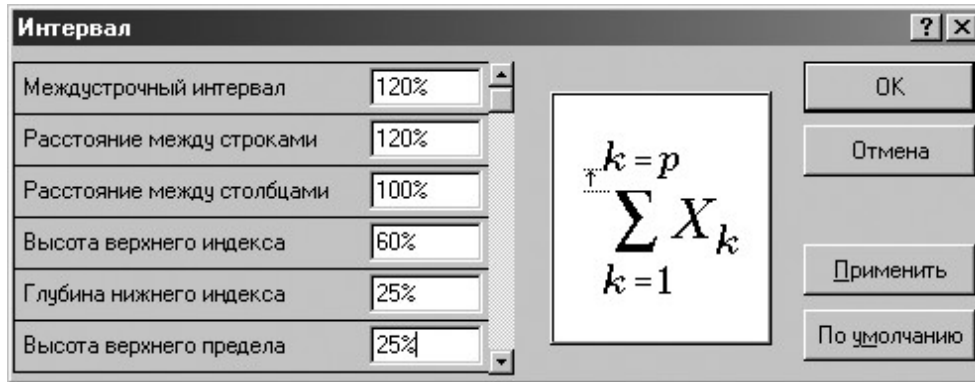 Интервал
Междустрочный интервал 120%
Расстояние между строками 120%
Расстояние между столбцами 100%
Высота верхнего индекса 60%
Глубина нижнего индекса 25%
Высота верхнего предела 25%
k = p
∑ X k
k = 1
OK
Отмена
Применить
По умолчанию